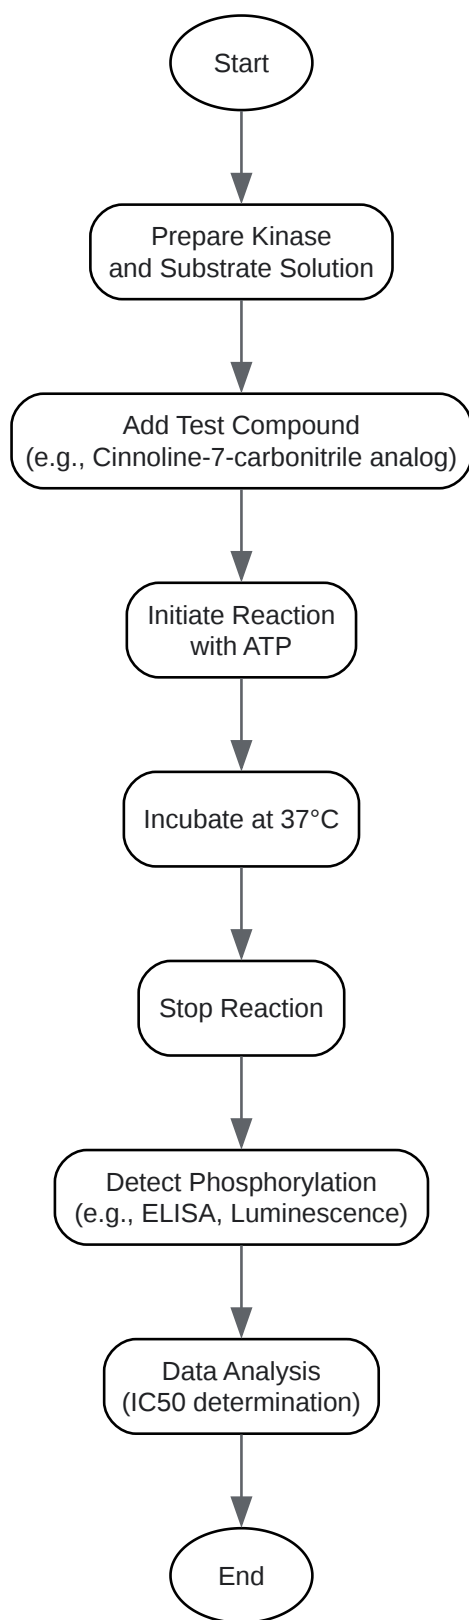 Start
Prepare Kinase
and Substrate Solution
Add Test Compound
(e.g., Cinnoline-7-carbonitrile analog)
Initiate Reaction
with ATP
Incubate at 37°C
Stop Reaction
Detect Phosphorylation
(e.g., ELISA, Luminescence)
Data Analysis
(IC50 determination)
End